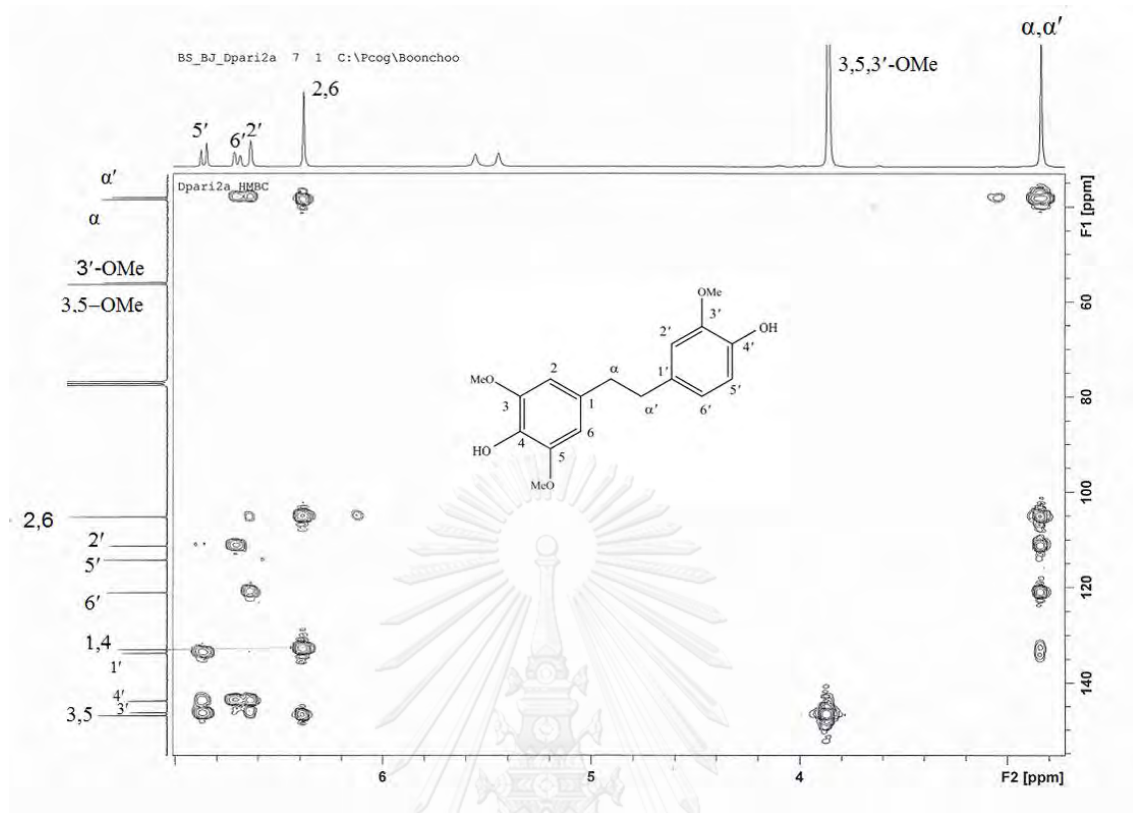 α,α′
BS_BJ_Dpari2a 7 1 C:\Pcog\Boonchoo
3,5,3′-OMe
2,6
5′
6′ 2′
α′
Dpari2a HMBC
α
F1 [ppm]
3′-OMe
3,5–OMe
60
OMe
3′
2′
OH
4′
α
1′
2
5′
MeO
α′
6′
3
1
80
4
6
HO
5
MeO
100
2,6
2′
5′
120
6′
1,4
1′
4′
140
3′
3,5
6
5
4
F2 [ppm]